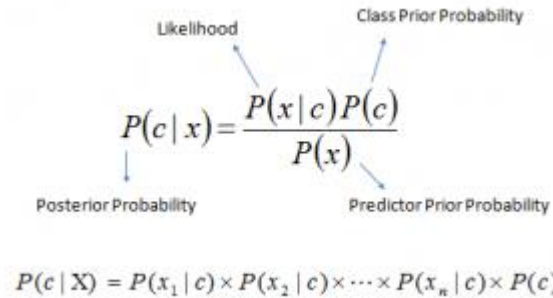 Likelihood
Class Prior Probability
P(c | x) = P(x | c)P(c) / P(x)
Posterior Probability
Predictor Prior Probability
P(c | X) = P(x₁ | c) × P(x₂ | c) × ⋯ × P(xₙ | c) × P(c)